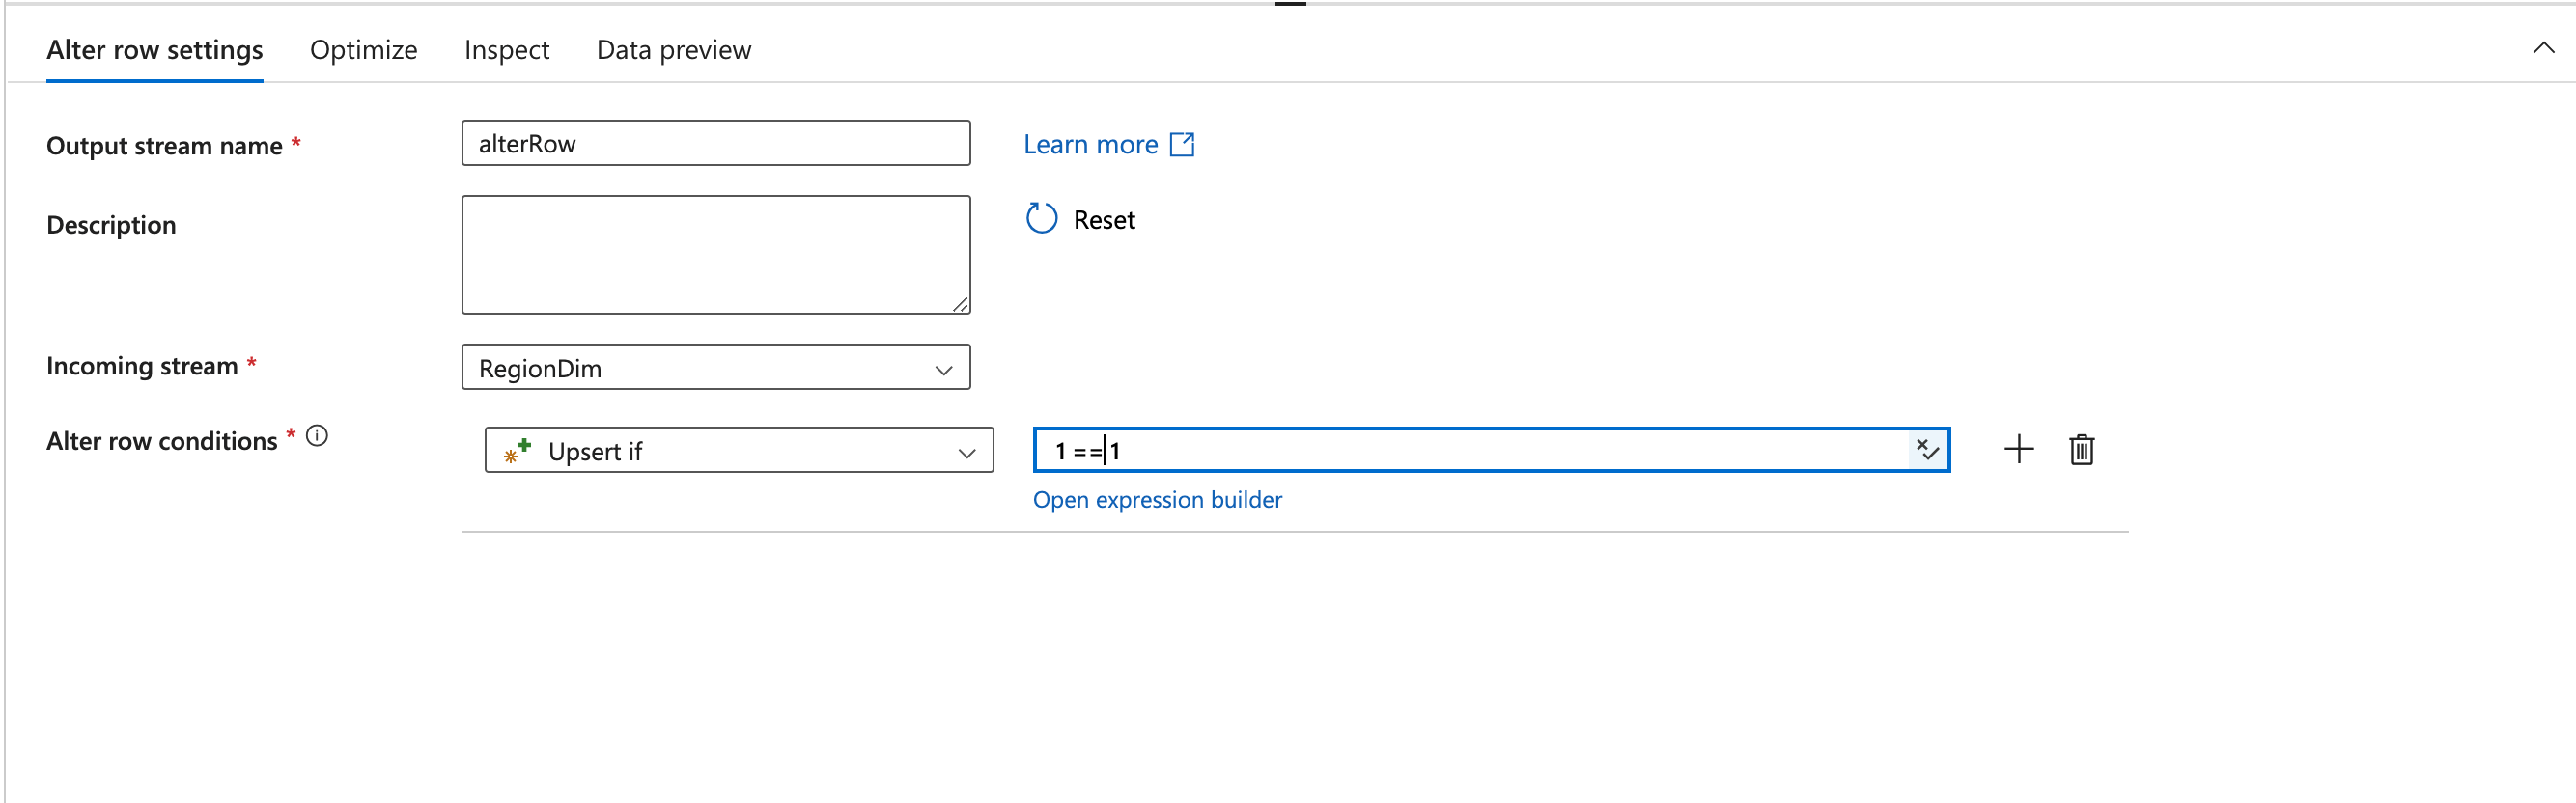 Alter row settings Optimize Inspect Data preview
Output stream name * alterRow Learn more
Description Reset
Incoming stream * RegionDim
Alter row conditions * Upsert if 1 == 1
Open expression builder